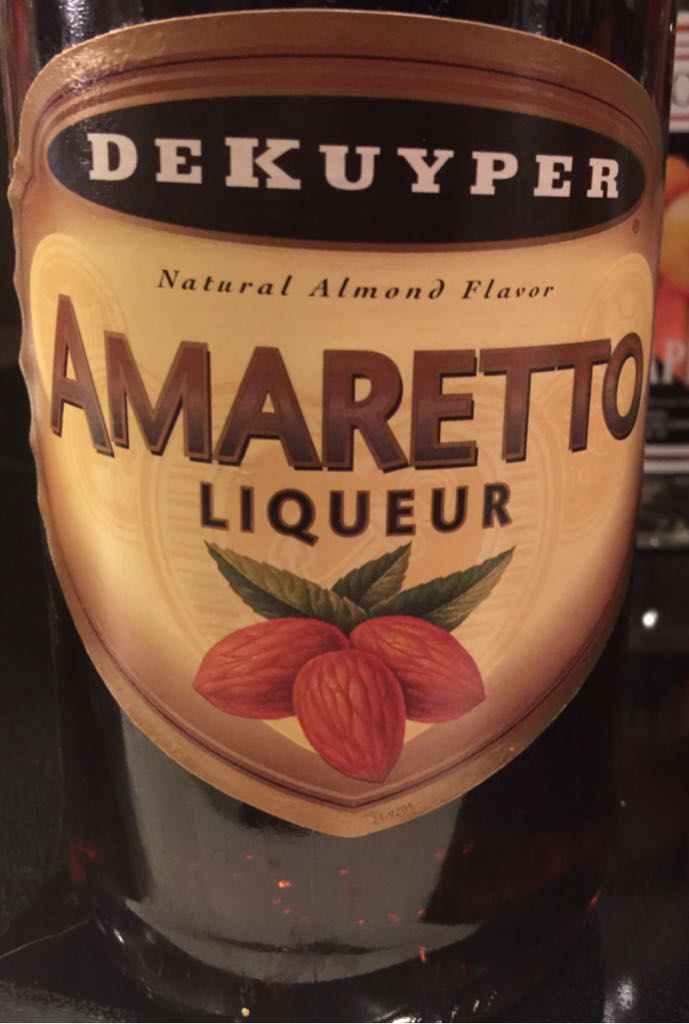 DEKUYPER
®
Natural Almond Flavor
AMARETTO
LIQUEUR